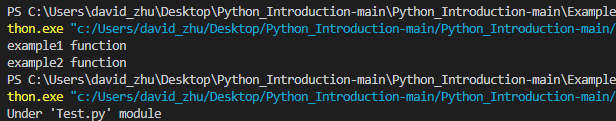 PS C:\Users\david_zhu\Desktop\Python_Introduction-main\Python_Introduction-main\Example
thon.exe "c:/Users/david_zhu/Desktop/Python_Introduction-main/Python_Introduction-main/
example1 function
example2 function
PS C:\Users\david_zhu\Desktop\Python_Introduction-main\Python_Introduction-main\Example
thon.exe "c:/Users/david_zhu/Desktop/Python_Introduction-main/Python_Introduction-main/
Under 'Test.py' module